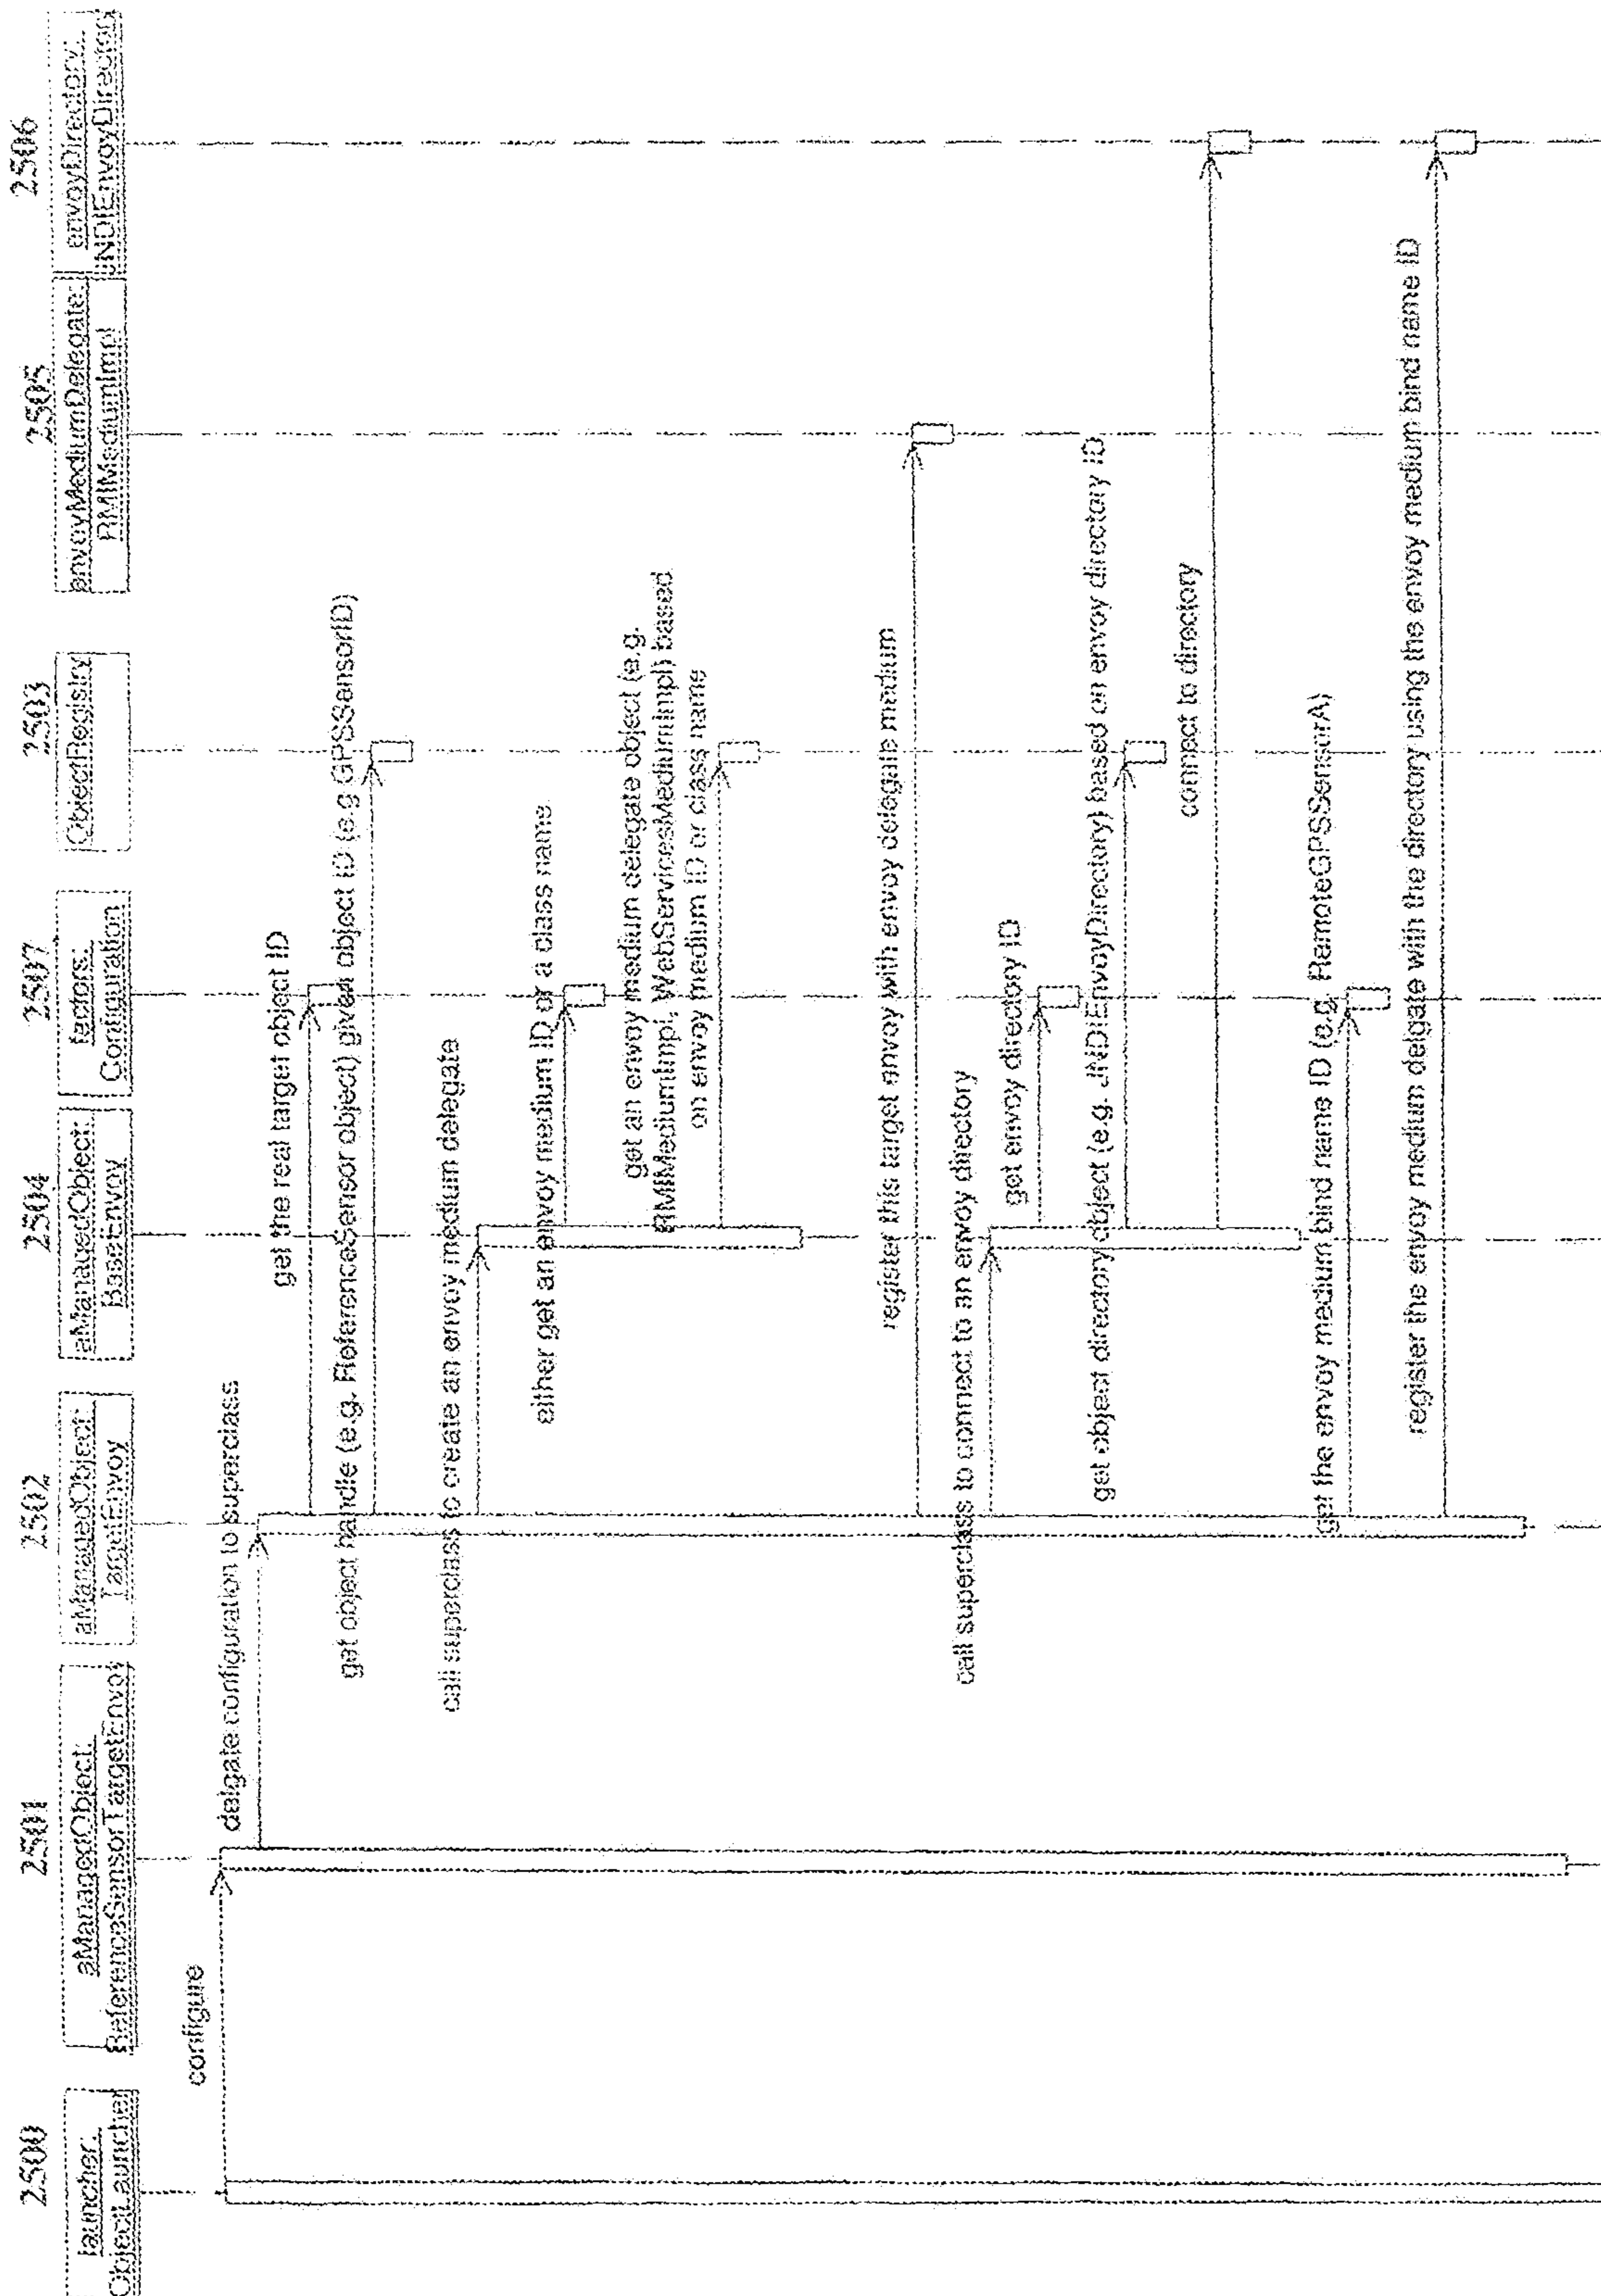 2500
2501
2502
2504
2507
2503
2505
2506
launcher:
ObjectLauncher
aManagedObject:
ReferenceSensorTargetEnvoy
aManagedObject:
TargetEnvoy
aManagedObject:
BaseEnvoy
factors:
Configuration
ObjectRegistry
envoyMediumDelegate:
RMIMediumImpl
envoyDirectory:
JNDIEnvoyDirectory
configure
delgate configuration to superclass
get the real target object ID
get object handle (e.g. ReferenceSensor object) given object ID (e.g GPSSensorID)
call superclass to create an envoy medium delegate
either get an envoy medium ID or a class name
get an envoy medium delegate object (e.g.
RMIMediumImpl, WebServicesMediumImpl) based
on envoy medium ID or class name
register this target envoy with envoy delegate medium
call superclass to connect to an envoy directory
get envoy directory ID
get object directory object (e.g. JNDIEnvoyDirectory) based on envoy directory ID
connect to directory
get the envoy medium bind name ID (e.g. RemoteGPSSensorA)
register the envoy medium delgate with the directory using the envoy medium bind name ID